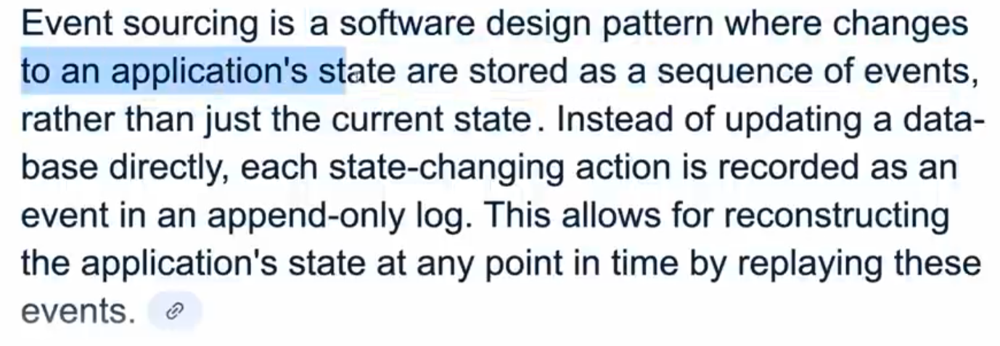 Event sourcing is a software design pattern where changes
to an application's state are stored as a sequence of events,
rather than just the current state. Instead of updating a data-
base directly, each state-changing action is recorded as an
event in an append-only log. This allows for reconstructing
the application's state at any point in time by replaying these
events.